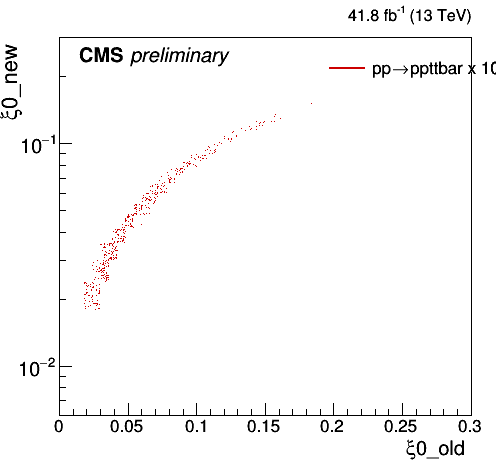 41.8 fb⁻¹ (13 TeV)
CMS preliminary
pp→ppttbar x 10
ξ0_new
10⁻¹
10⁻²
0 0.05 0.1 0.15 0.2 0.25 0.3
ξ0_old